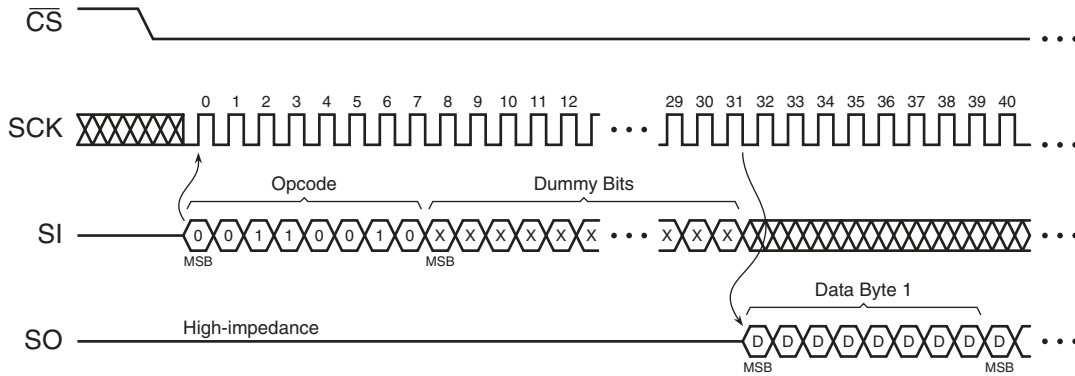 CS
0 1 2 3 4 5 6 7 8 9 10 11 12 29 30 31 32 33 34 35 36 37 38 39 40
SCK
Opcode Dummy Bits
SI 0 0 1 1 0 0 1 0 X X X X X X X X X
MSB MSB
Data Byte 1
High-impedance
SO D D D D D D D D D
MSB MSB